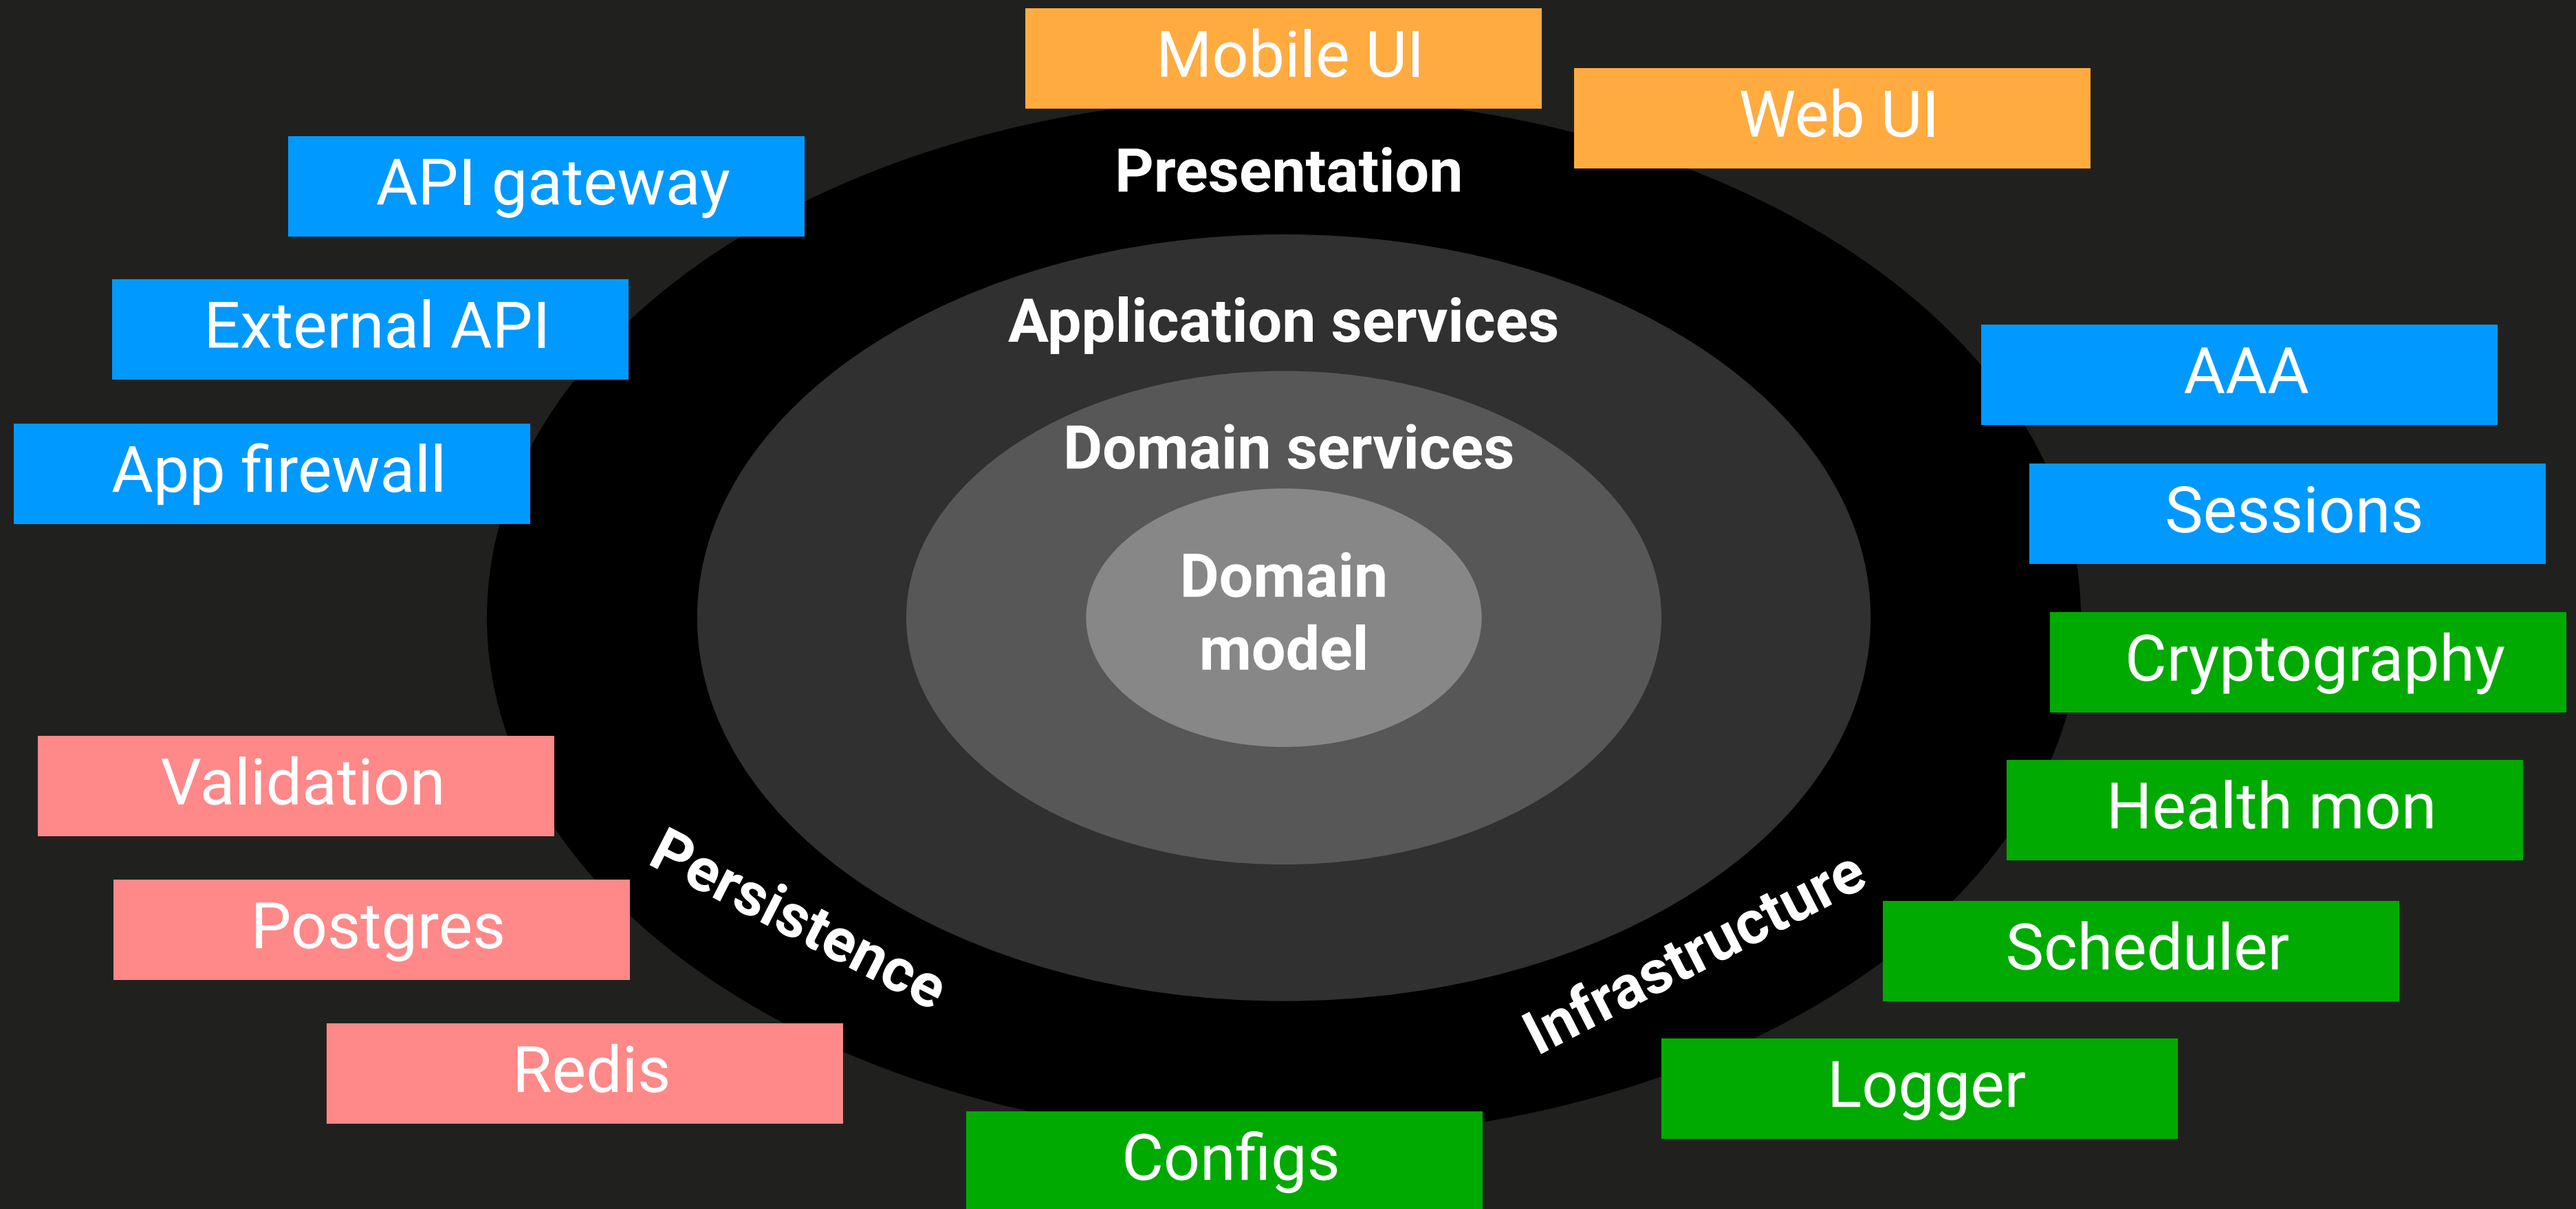 Mobile UI
Web UI
API gateway
Presentation
External API
Application services
AAA
App firewall
Domain services
Sessions
Domain
model
Cryptography
Validation
Health mon
Persistence
Infrastructure
Postgres
Scheduler
Redis
Logger
Configs